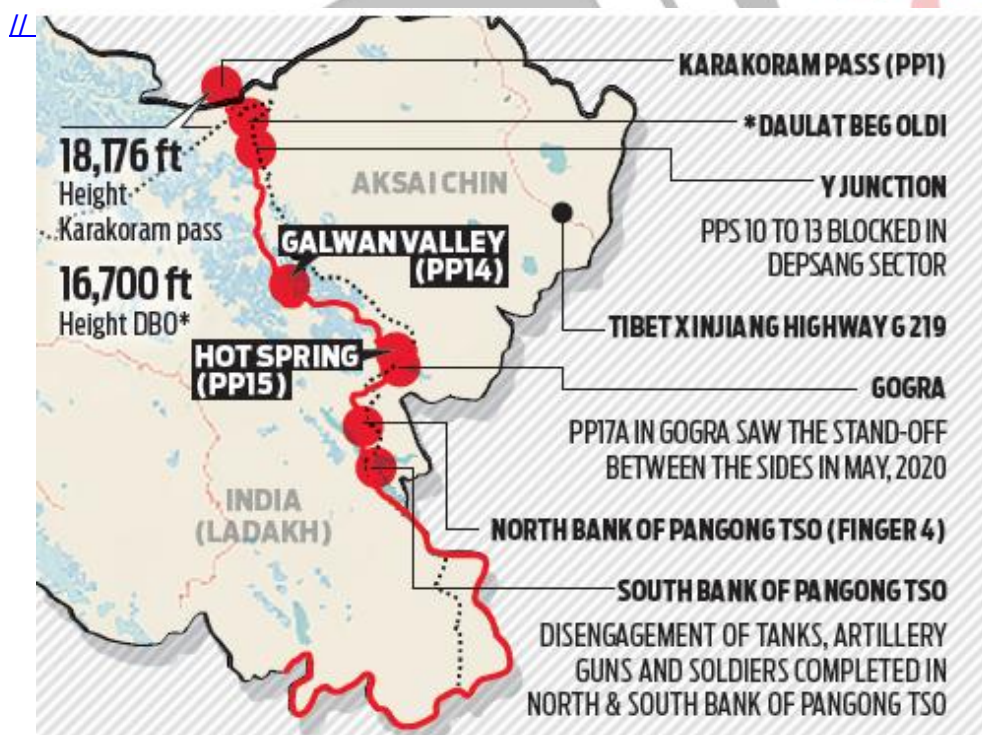 //
KARAKORAM PASS (PP1)
*DAULAT BEG OLDI
18,176 ft
Height
Karakoram pass
AKSAI CHIN
Y JUNCTION
PPS 10 TO 13 BLOCKED IN
DEPSANG SECTOR
GALWAN VALLEY
(PP14)
16,700 ft
Height DBO*
TIBET XINJIANG HIGHWAY G 219
HOT SPRING
(PP15)
GOGRA
PP17A IN GOGRA SAW THE STAND-OFF
BETWEEN THE SIDES IN MAY, 2020
INDIA
(LADAKH)
NORTH BANK OF PANGONG TSO (FINGER 4)
SOUTH BANK OF PANGONG TSO
DISENGAGEMENT OF TANKS, ARTILLERY
GUNS AND SOLDIERS COMPLETED IN
NORTH & SOUTH BANK OF PANGONG TSO